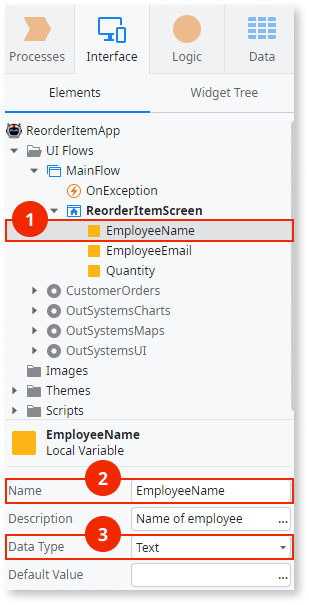 Processes Interface Logic Data
Elements Widget Tree
ReorderItemApp
UI Flows
MainFlow
OnException
ReorderItemScreen
1
EmployeeName
EmployeeEmail
Quantity
CustomerOrders
OutSystemsCharts
OutSystemsMaps
OutSystemsUI
Images
Themes
Scripts
EmployeeName
Local Variable
2
Name EmployeeName
Description Name of employee ...
3
Data Type Text
Default Value ...